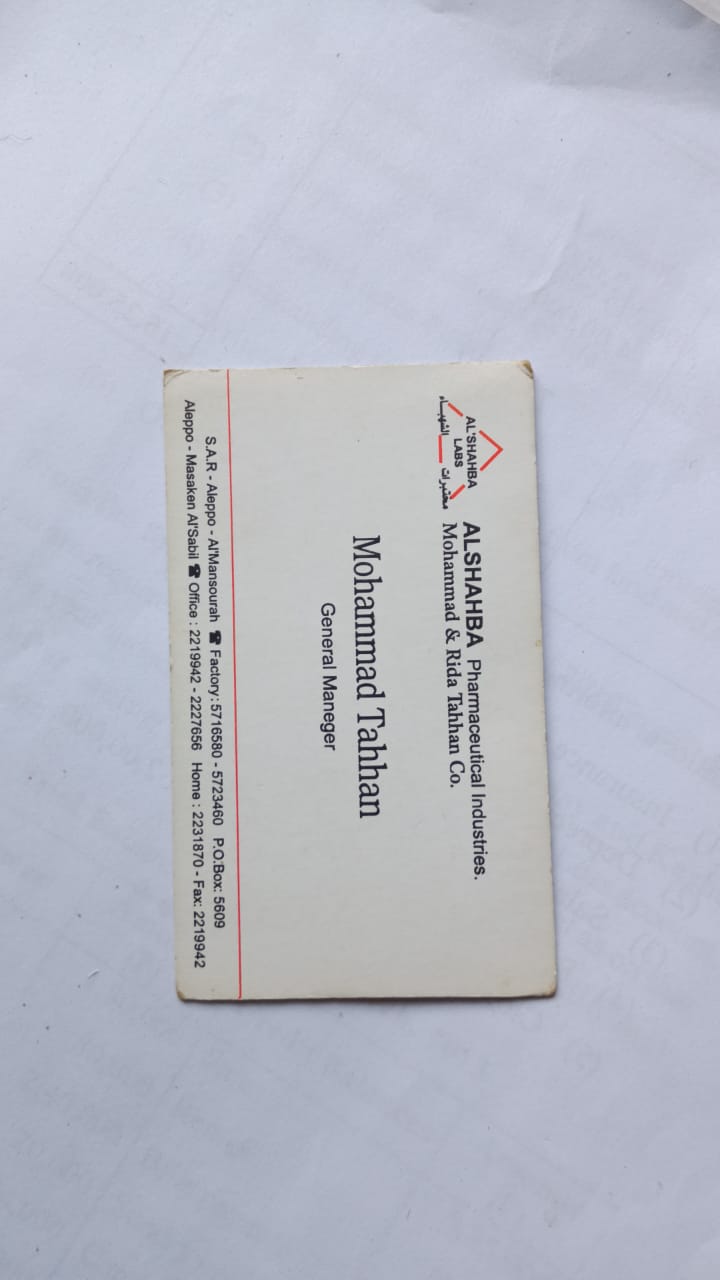 AL'SHAHBA
LABS
مختبرات الشهباء
ALSHAHBA Pharmaceutical Industries.
Mohammad & Rida Tahhan Co.
Mohammad Tahhan
General Maneger
S.A.R - Aleppo - Al'Mansourah ☎ Factory: 5716580 - 5723460 P.O.Box: 5609
Aleppo - Masaken Al'Sabil ☎ Office : 2219942 - 2227656 Home : 2231870 - Fax: 2219942